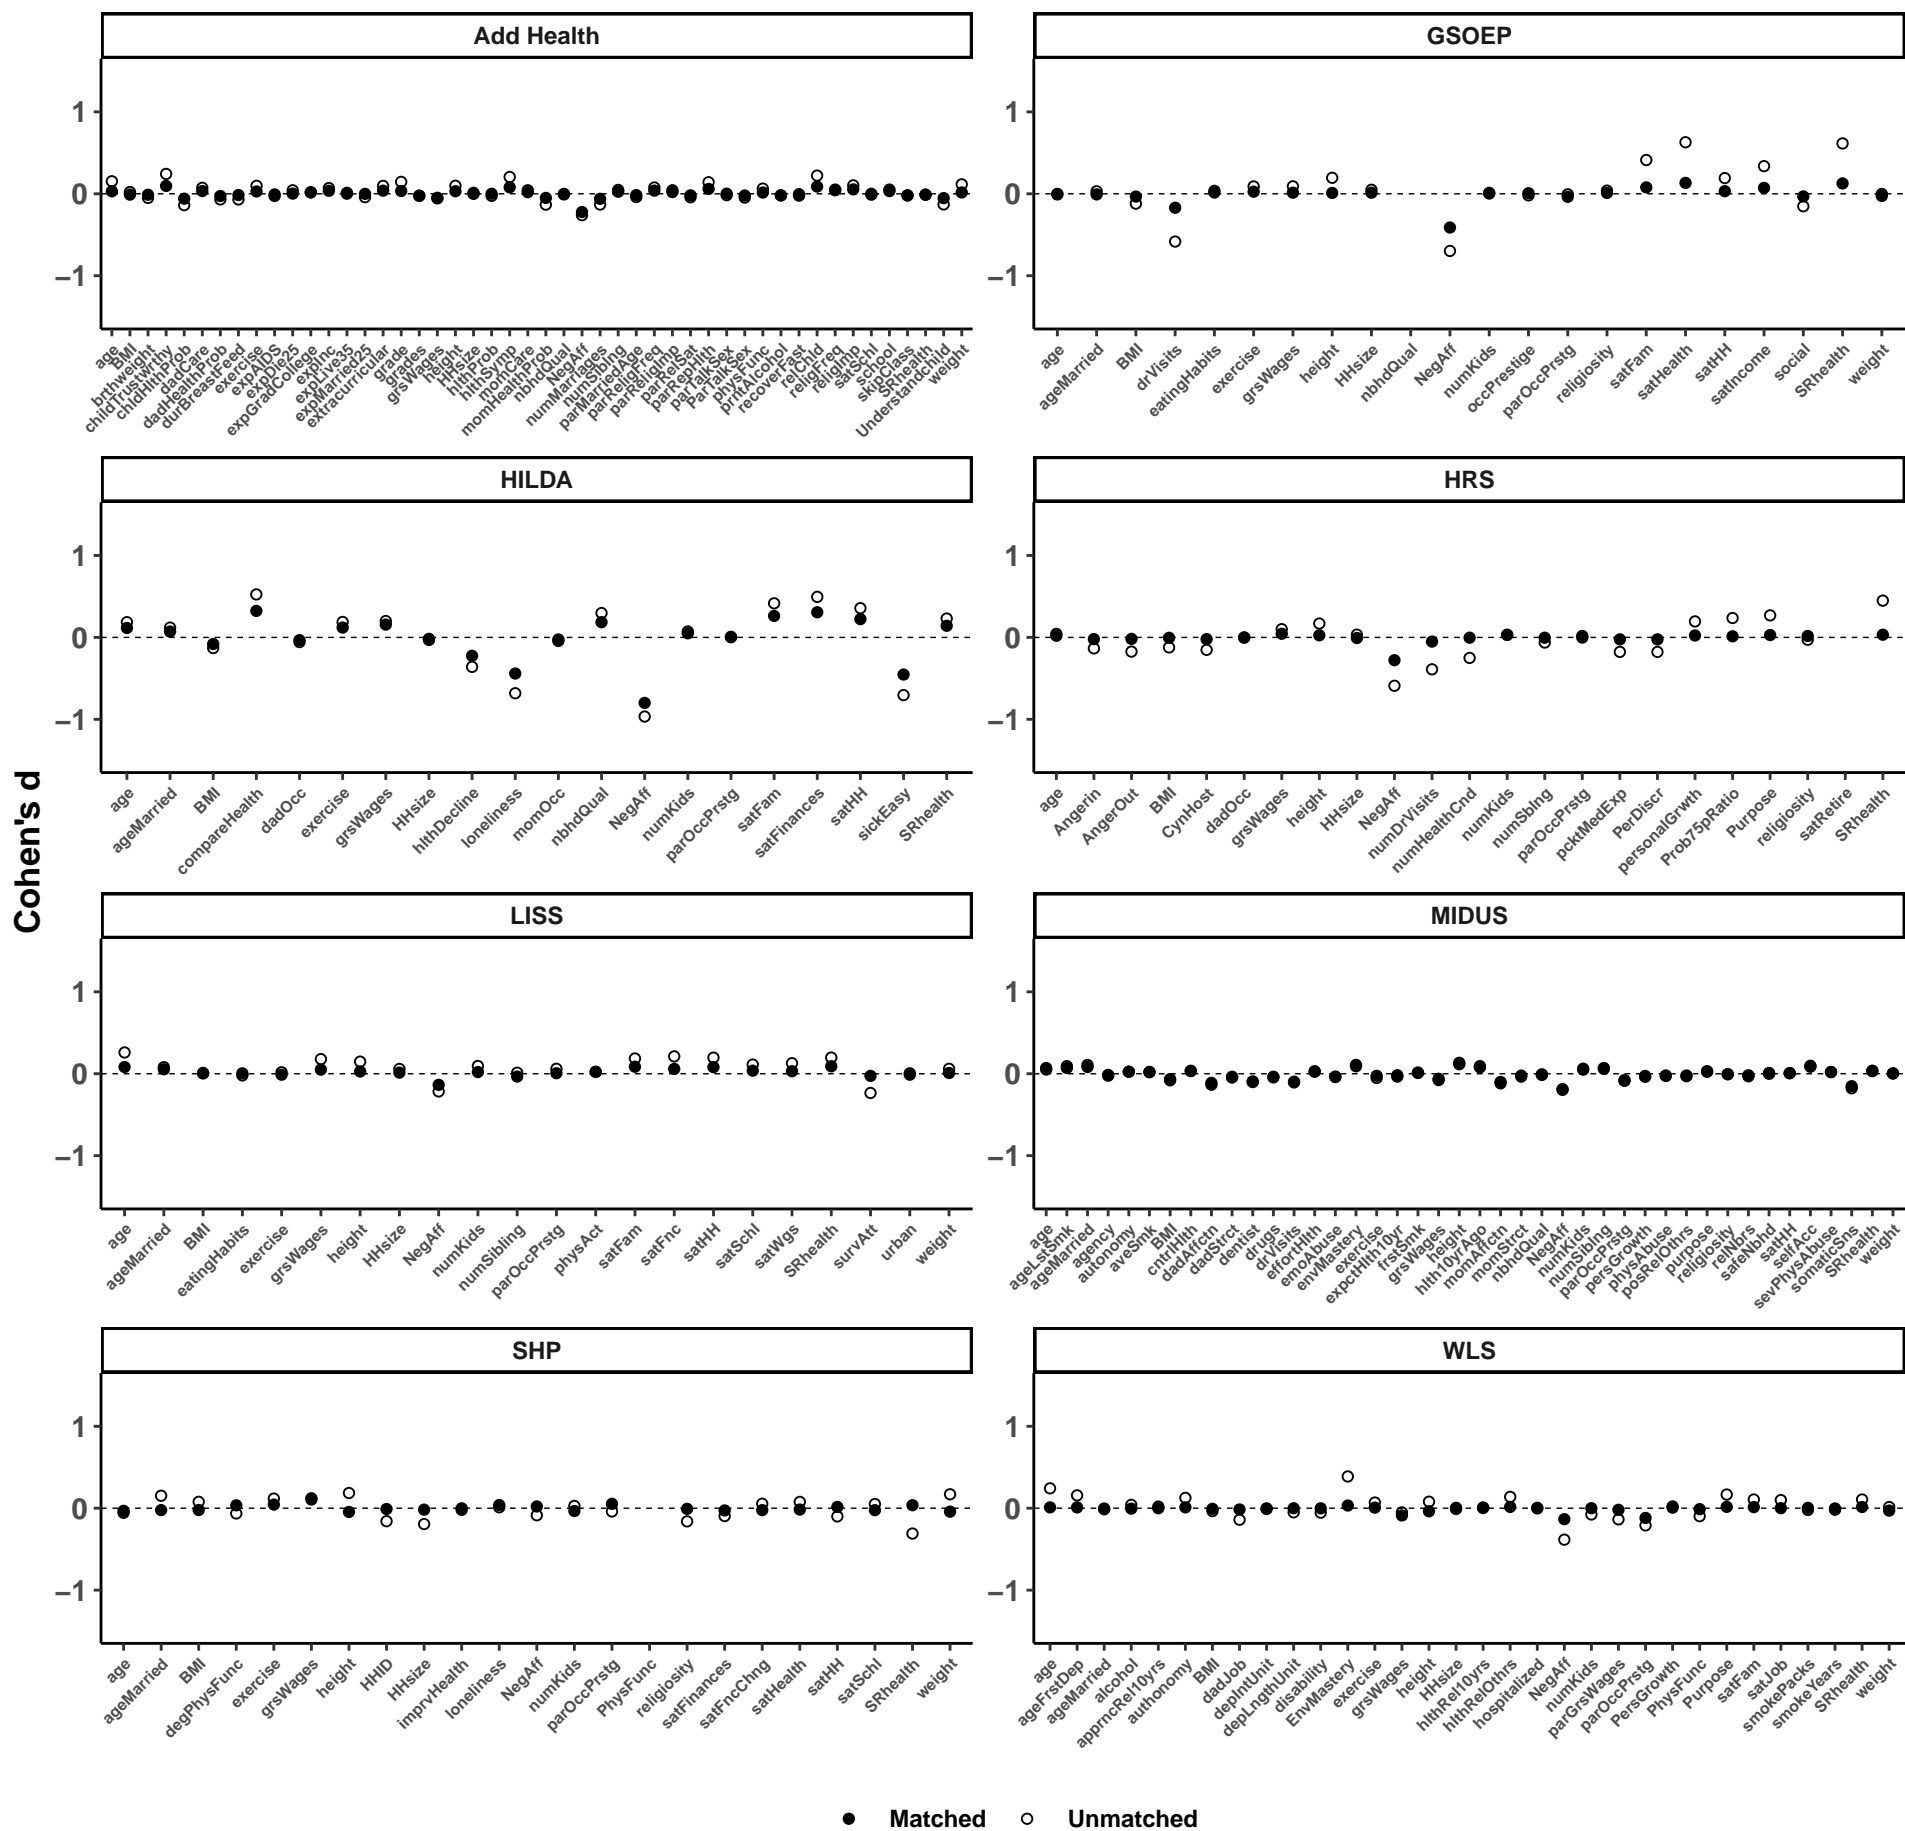 Add Health
GSOEP
1
0
−1
1
0
−1
age
BMI
brthweight
childTrustWrthy
chldHlthPrb
dadCare
dadHealthProb
durBreastFeed
exercise
expAIDS
expDie25
expGradCollege
expInc
expLive35
expMarried25
extracurricular
grade
grades
grsWages
height
HHsize
hlthProb
hlthSymp
momCare
momHealthProb
nbhdQual
NegAff
numMarriages
numSibling
parMarriedAge
parReligFreq
parReligImp
parRelSat
parRepHlth
parTalkSex
ParTalkSex
physFunc
prntAlcohol
recoverFast
relChld
religFreq
religImp
satSchl
school
skipClass
SRhealth
Understandchild
weight
age
ageMarried
BMI
drVisits
eatingHabits
exercise
grsWages
height
HHsize
nbhdQual
NegAff
numKids
occPrestige
parOccPrstg
religiosity
satFam
satHealth
satHH
satIncome
social
SRhealth
weight
HILDA
HRS
1
0
−1
1
0
−1
age
ageMarried
BMI
compareHealth
dadOcc
exercise
grsWages
HHsize
hlthDecline
loneliness
momOcc
nbhdQual
NegAff
numKids
parOccPrstg
satFam
satFinances
satHH
sickEasy
SRhealth
age
Angerin
AngerOut
BMI
CynHost
dadOcc
grsWages
height
HHsize
NegAff
numDrVisits
numHealthCnd
numKids
numSbIng
parOccPrstg
pcktMedExp
PerDiscr
personalGrwth
Prob75pRatio
Purpose
religiosity
satRetire
SRhealth
Cohen's d
LISS
MIDUS
1
0
−1
1
0
−1
age
ageMarried
BMI
eatingHabits
exercise
grsWages
height
HHsize
NegAff
numKids
numSibling
parOccPrstg
physAct
satFam
satFnc
satHH
satSchl
satWgs
SRhealth
survAtt
urban
weight
age
ageLstSmk
ageMarried
agency
autonomy
aveSmk
BMI
cntrlHlth
dadAffctn
dadStrct
dentist
drugs
drVisits
effortHlth
emoAbuse
envMastery
exercise
expctHlth10yr
frstSmk
grsWages
height
hlth10yrAgo
momAffctn
momStrct
nbhdQual
NegAff
numKids
numSibling
parOccPrstg
persGrowth
physAbuse
posRelOthrs
purpose
religiosity
relNbrs
safeNbhd
satHH
selfAcc
sevPhysAbuse
somaticSns
SRhealth
weight
SHP
WLS
1
0
−1
1
0
−1
age
ageMarried
BMI
degPhysFunc
exercise
grsWages
height
HHID
HHsize
imprvHealth
loneliness
NegAff
numKids
parOccPrstg
PhysFunc
religiosity
satFinances
satFncChng
satHealth
satHH
satSchl
SRhealth
weight
age
ageFrstDep
ageMarried
alcohol
apprncRel10yrs
authonomy
BMI
dadJob
depIntUnit
depLngthUnit
disability
EnvMastery
exercise
grsWages
height
HHsize
hlthRel10yrs
hlthRelOthrs
hospitalized
NegAff
numKids
parGrsWages
parOccPrstg
PersGrowth
PhysFunc
Purpose
satFam
satJob
smokePacks
smokeYears
SRhealth
weight
Matched
Unmatched